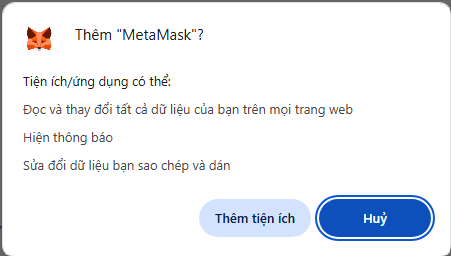 Thêm "MetaMask"?
Tiện ích/ứng dụng có thể:
Đọc và thay đổi tất cả dữ liệu của bạn trên mọi trang web
Hiện thông báo
Sửa đổi dữ liệu bạn sao chép và dán
Thêm tiện ích
Huỷ